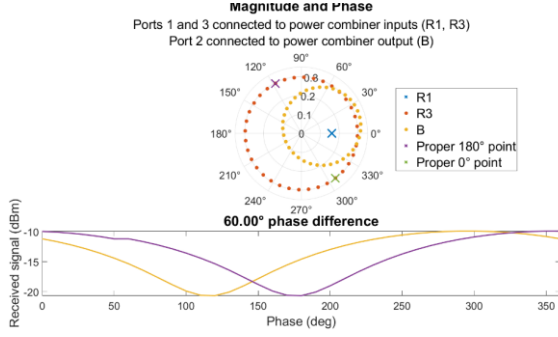 Magnitude and Phase
Ports 1 and 3 connected to power combiner inputs (R1, R3)
Port 2 connected to power combiner output (B)
90°
120° 60°
150° 30°
180° 0°
210° 330°
240° 300°
270°
0.3
0.2
0.1
0
R1
R3
B
Proper 180° point
Proper 0° point
60.00° phase difference
Received signal (dBm)
-10
-15
-20
0 50 100 150 200 250 300 350
Phase (deg)